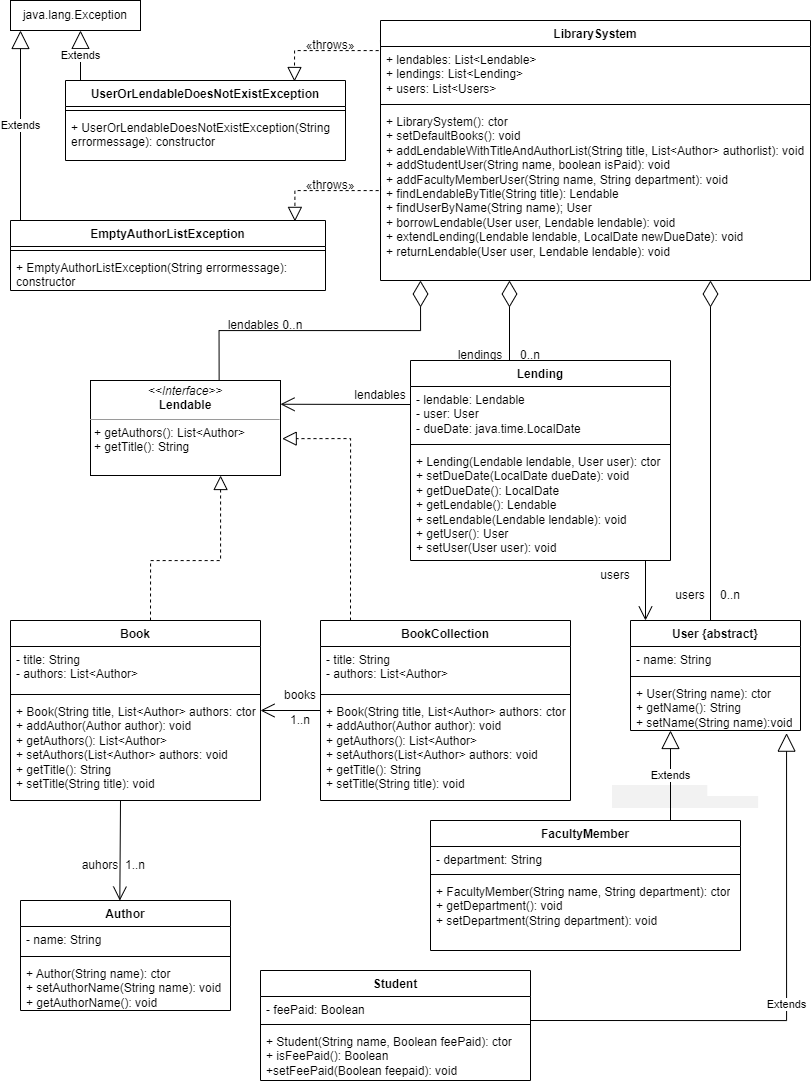 java.lang.Exception
Extends
Extends
«throws»
UserOrLendableDoesNotExistException
+ UserOrLendableDoesNotExistException(String
errormessage): constructor
«throws»
EmptyAuthorListException
+ EmptyAuthorListException(String errormessage):
constructor
LibrarySystem
+ lendables: List<Lendable>
+ lendings: List<Lending>
+ users: List<Users>
+ LibrarySystem(): ctor
+ setDefaultBooks(): void
+ addLendableWithTitleAndAuthorList(String title, List<Author> authorlist): void
+ addStudentUser(String name, boolean isPaid): void
+ addFacultyMemberUser(String name, String department): void
+ findLendableByTitle(String title): Lendable
+ findUserByName(String name); User
+ borrowLendable(User user, Lendable lendable): void
+ extendLending(Lendable lendable, LocalDate newDueDate): void
+ returnLendable(User user, Lendable lendable): void
lendables 0..n
lendings 0..n
<<Interface>>
Lendable
+ getAuthors(): List<Author>
+ getTitle(): String
lendables
Lending
- lendable: Lendable
- user: User
- dueDate: java.time.LocalDate
+ Lending(Lendable lendable, User user): ctor
+ setDueDate(LocalDate dueDate): void
+ getDueDate(): LocalDate
+ getLendable(): Lendable
+ setLendable(Lendable lendable): void
+ getUser(): User
+ setUser(User user): void
users
users 0..n
Book
- title: String
- authors: List<Author>
+ Book(String title, List<Author> authors: ctor
+ addAuthor(Author author): void
+ getAuthors(): List<Author>
+ setAuthors(List<Author> authors: void
+ getTitle(): String
+ setTitle(String title): void
books
1..n
BookCollection
- title: String
- authors: List<Author>
+ Book(String title, List<Author> authors: ctor
+ addAuthor(Author author): void
+ getAuthors(): List<Author>
+ setAuthors(List<Author> authors: void
+ getTitle(): String
+ setTitle(String title): void
User {abstract}
- name: String
+ User(String name): ctor
+ getName(): String
+ setName(String name):void
Extends
FacultyMember
- department: String
+ FacultyMember(String name, String department): ctor
+ getDepartment(): void
+ setDepartment(String department): void
auhors 1..n
Author
- name: String
+ Author(String name): ctor
+ setAuthorName(String name): void
+ getAuthorName(): void
Student
- feePaid: Boolean
+ Student(String name, Boolean feePaid): ctor
+ isFeePaid(): Boolean
+setFeePaid(Boolean feepaid): void
Extends